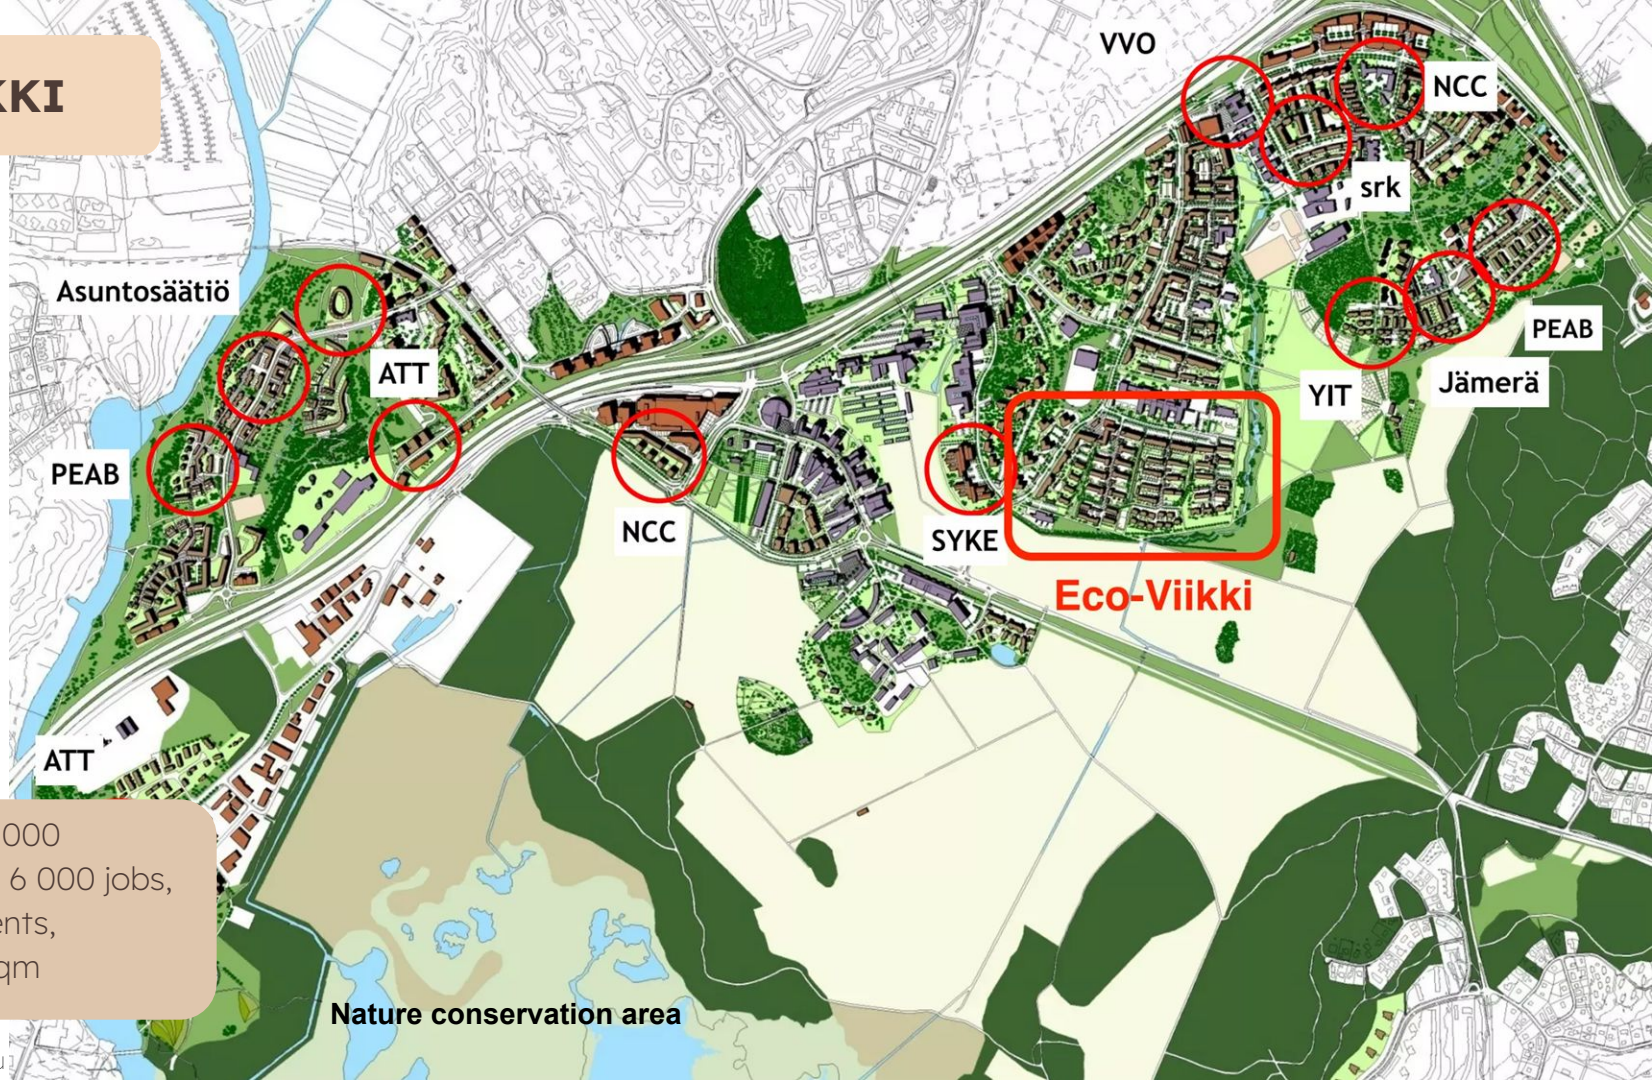 KKI
VVO
NCC
srk
Asuntosäätiö
ATT
PEAB
YIT
Jämerä
PEAB
NCC
SYKE
Eco-Viikki
ATT
000
6 000 jobs,
ents,
qm
Nature conservation area